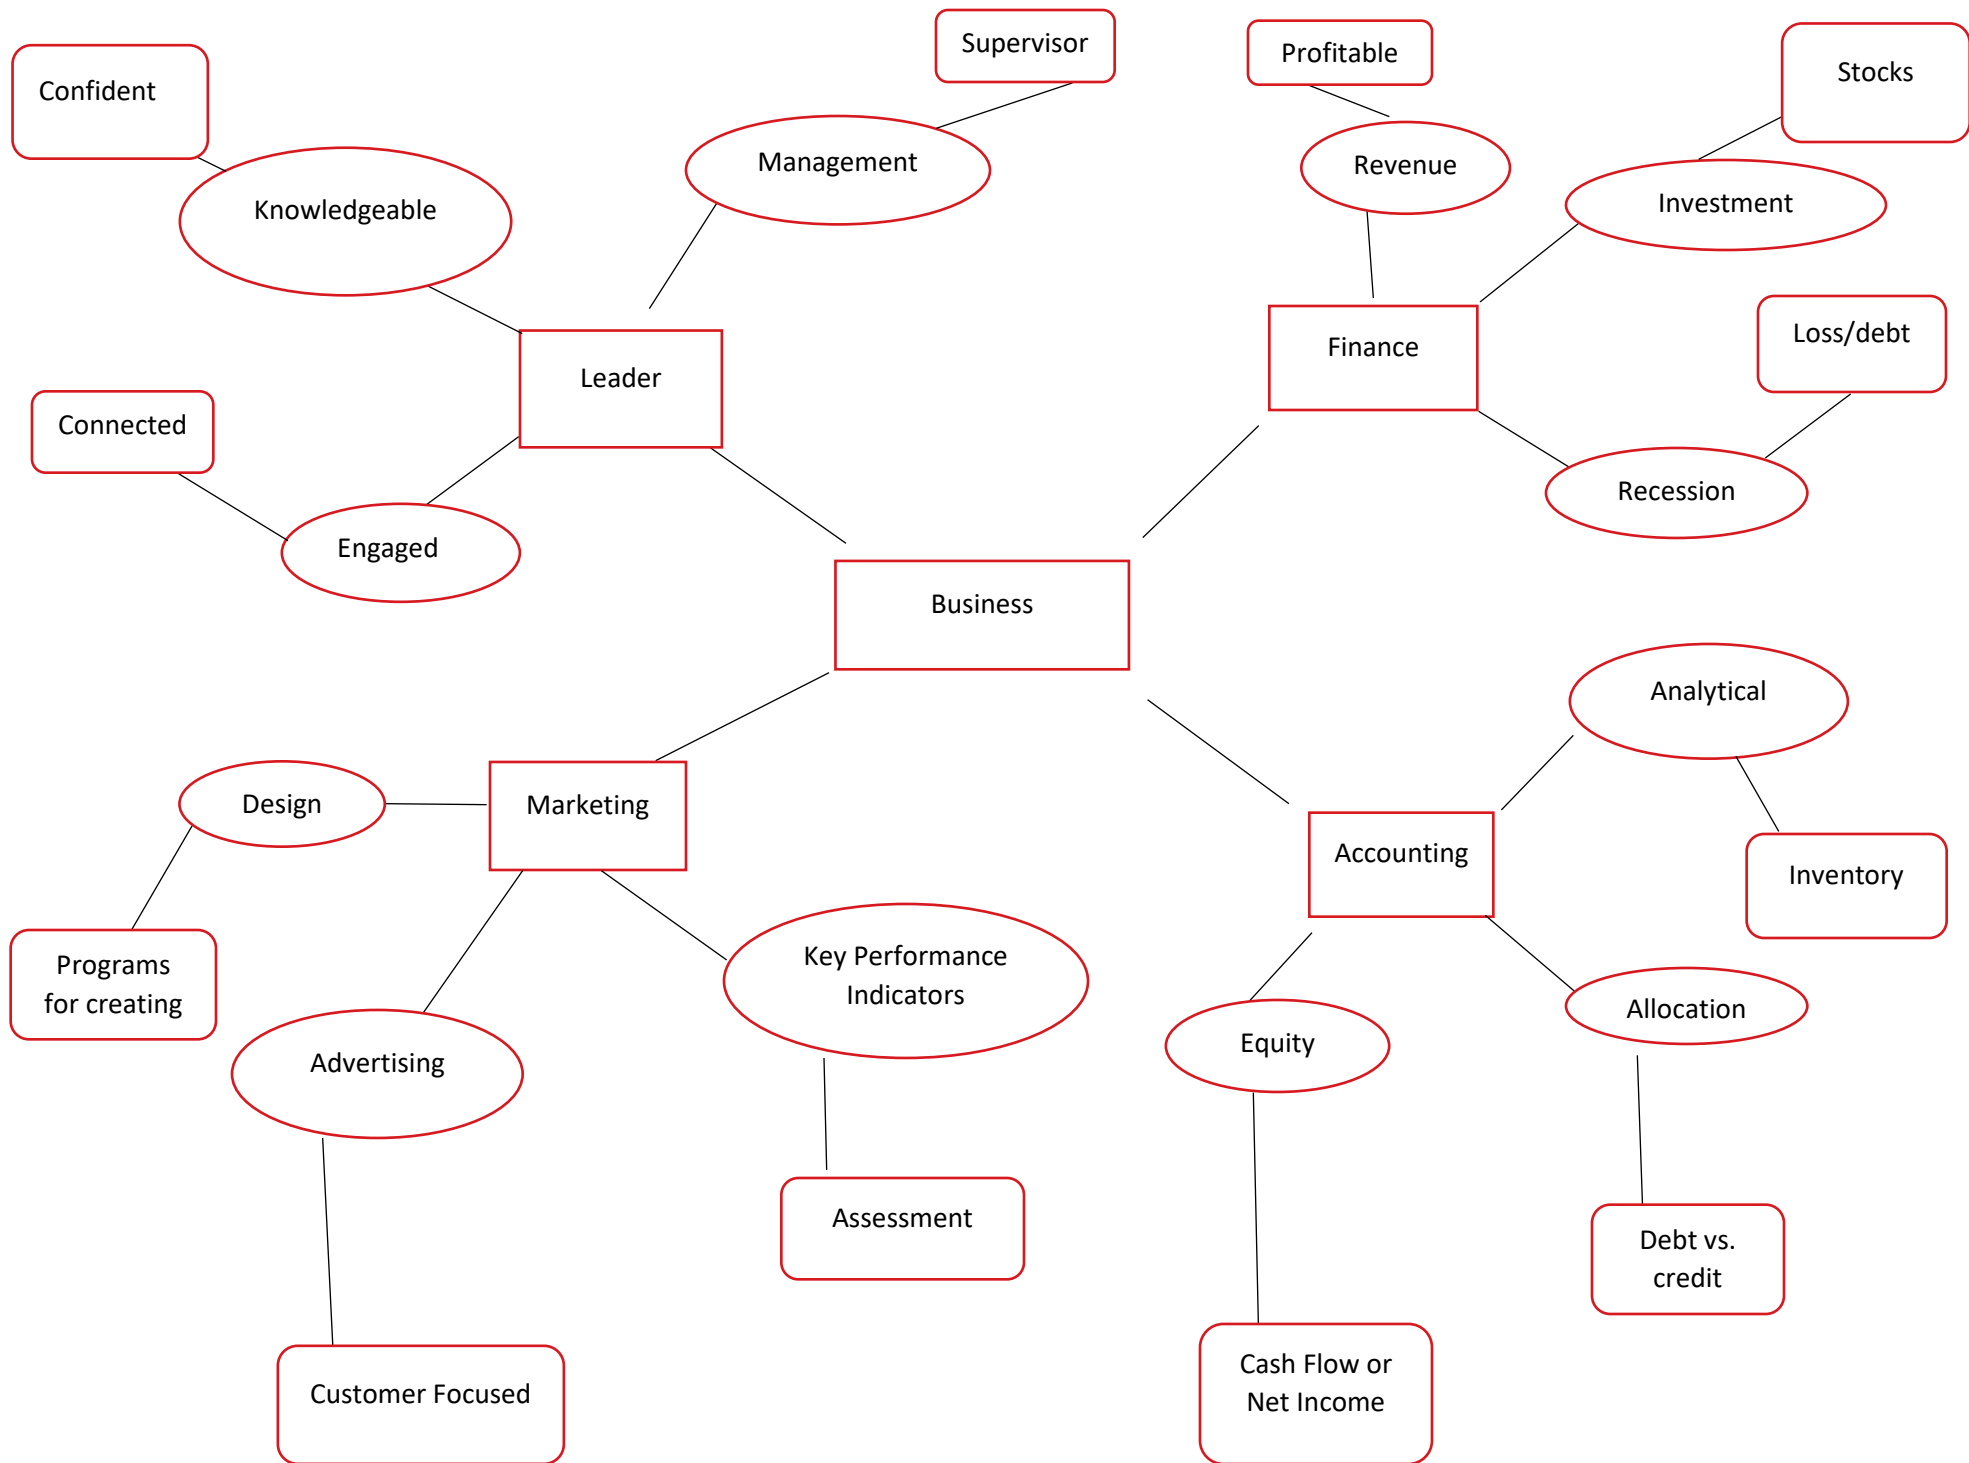 Supervisor
Profitable
Stocks
Confident
Management
Revenue
Investment
Knowledgeable
Loss/debt
Finance
Leader
Connected
Recession
Engaged
Business
Analytical
Design
Marketing
Accounting
Inventory
Programs
for creating
Key Performance
Indicators
Allocation
Equity
Advertising
Assessment
Debt vs.
credit
Cash Flow or
Net Income
Customer Focused